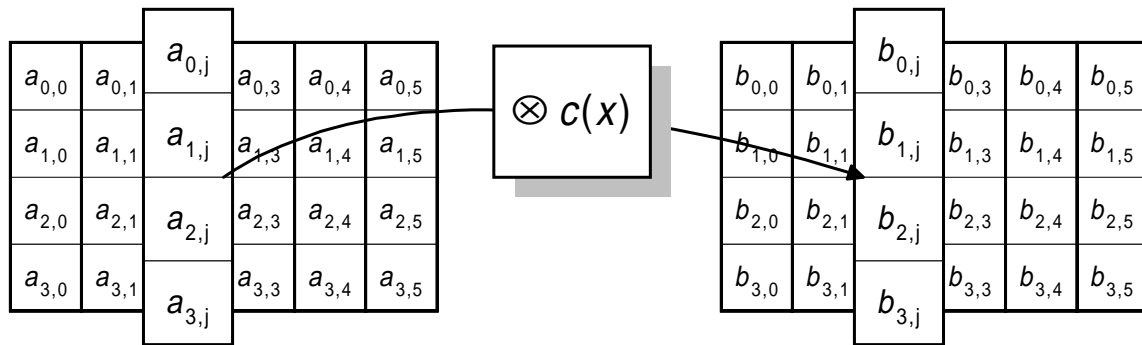 a0,j b0,j
a0,0 a0,1 a0,3 a0,4 a0,5 b0,0 b0,1 b0,3 b0,4 b0,5
⊗ c(x)
a1,j b1,j
a1,0 a1,1 a1,3 a1,4 a1,5 b1,0 b1,1 b1,3 b1,4 b1,5
a2,0 a2,1 a2,j a2,3 a2,4 a2,5 b2,0 b2,1 b2,j b2,3 b2,4 b2,5
a3,0 a3,1 a3,3 a3,4 a3,5 b3,0 b3,1 b3,3 b3,4 b3,5
a3,j b3,j